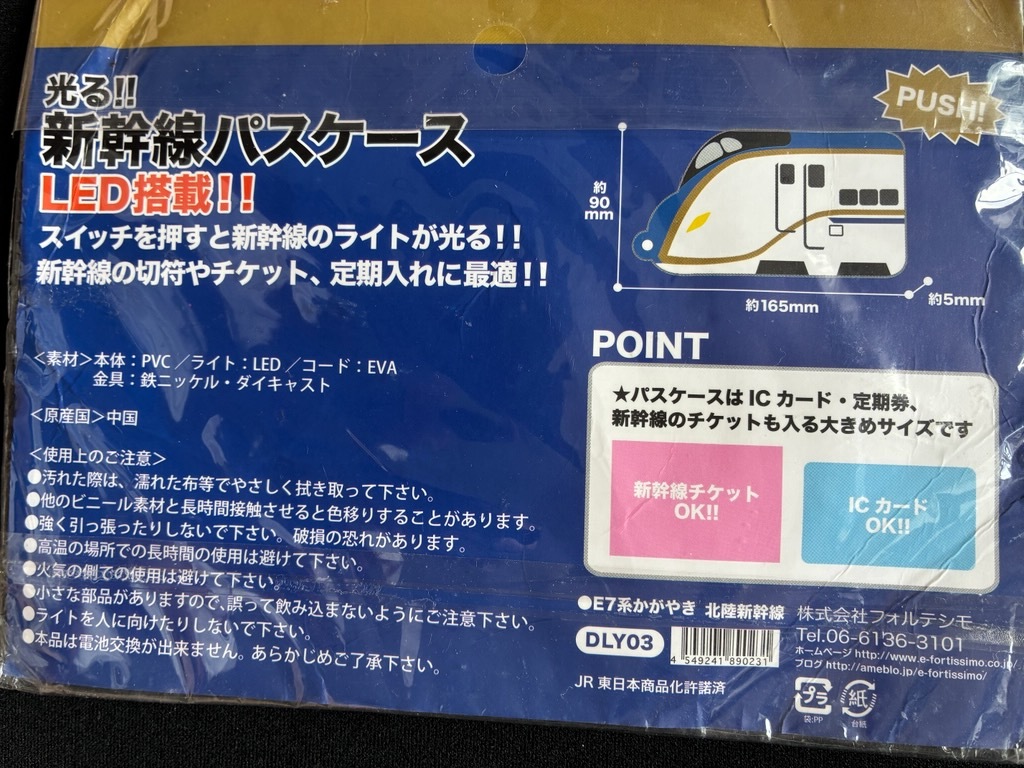 光る!!
新幹線パスケース
LED搭載!!
スイッチを押すと新幹線のライトが光る!!
新幹線の切符やチケット、定期入れに最適!!
PUSH!
約
90
mm
約165mm
約5mm
<素材>本体：PVC／ライト：LED／コード：EVA
金具：鉄ニッケル・ダイキャスト
<原産国>中国
<使用上のご注意>
●汚れた際は、濡れた布等でやさしく拭き取って下さい。
●他のビニール素材と長時間接触させると色移りすることがあります。
●強く引っ張ったりしないで下さい。破損の恐れがあります。
●高温の場所での長時間の使用は避けて下さい。
●火気の側での使用は避けて下さい。
●小さな部品がありますので、誤って飲み込まないようにご注意下さい。
●ライトを人に向けたりしないで下さい。
●本品は電池交換が出来ません。あらかじめご了承下さい。
POINT
★パスケースは IC カード・定期券、
新幹線のチケットも入る大きめサイズです
新幹線チケット
OK!!
IC カード
OK!!
●E7系かがやき 北陸新幹線
DLY03
4 549241 890231
JR 東日本商品化許諾済
株式会社フォルテシモ
Tel.06-6136-3101
ホームページ http://www.e-fortissimo.co.jp/
ブログ http://ameblo.jp/e-fortissimo/
プラ
袋:PP
紙
台紙